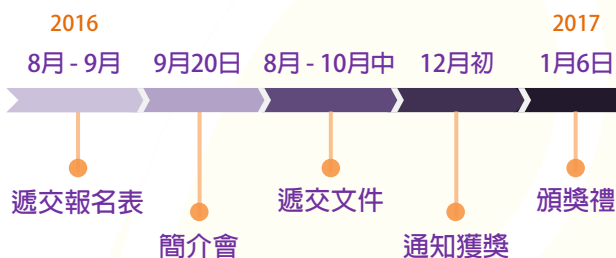 2016
2017
8月 - 9月
9月20日
8月 - 10月中
12月初
1月6日
遞交報名表
簡介會
遞交文件
通知獲獎
頒獎禮